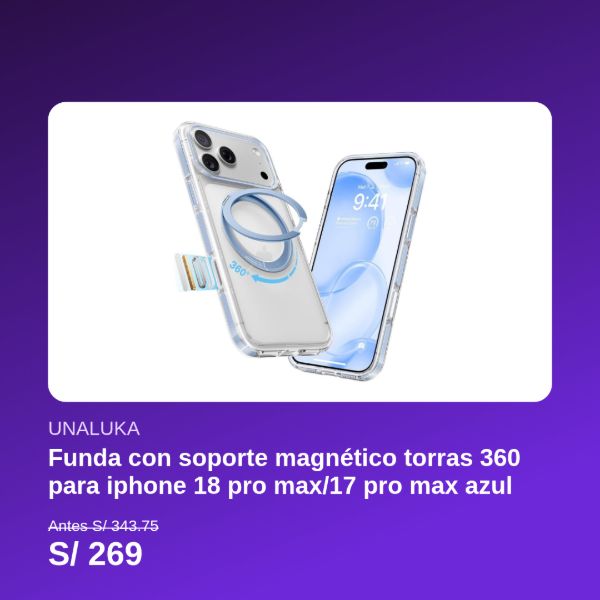 360°
9:41
UNALUKA
Funda con soporte magnético torras 360
para iphone 18 pro max/17 pro max azul
Antes S/ 343.75
S/ 269